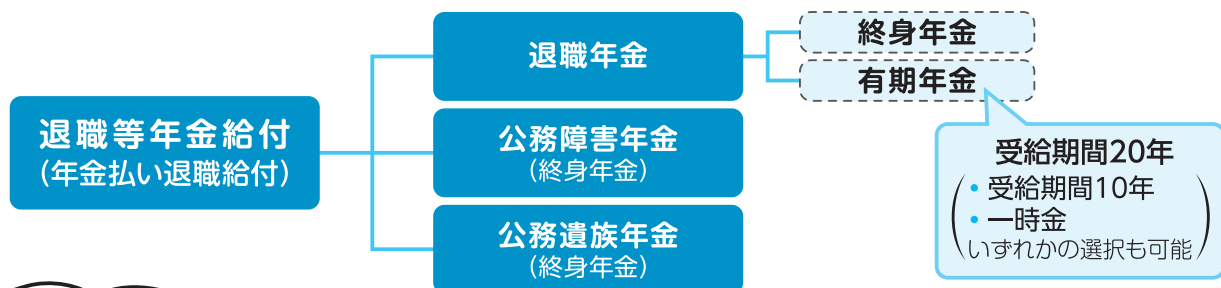 退職等年金給付
（年金払い退職給付）
退職年金
終身年金
有期年金
受給期間20年
・受給期間10年
・一時金
いずれかの選択も可能
公務障害年金
（終身年金）
公務遺族年金
（終身年金）